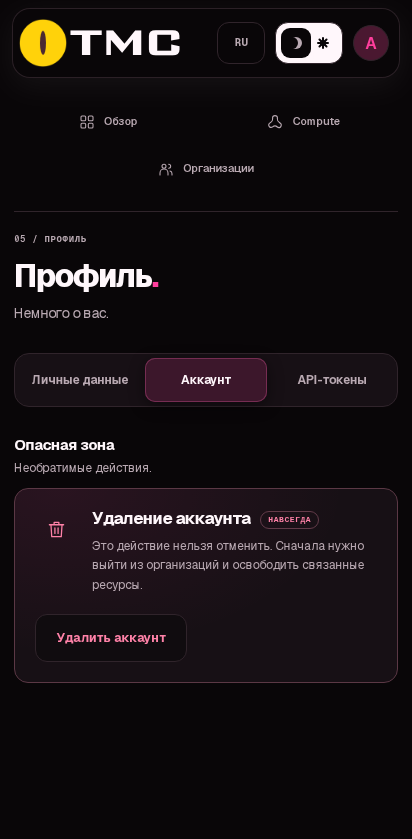 TMC
RU
A
Обзор
Compute
Организации
05 / ПРОФИЛЬ
Профиль.
Немного о вас.
Личные данные
Аккаунт
API-токены
Опасная зона
Необратимые действия.
Удаление аккаунта
НАВСЕГДА
Это действие нельзя отменить. Сначала нужно
выйти из организаций и освободить связанные
ресурсы.
Удалить аккаунт